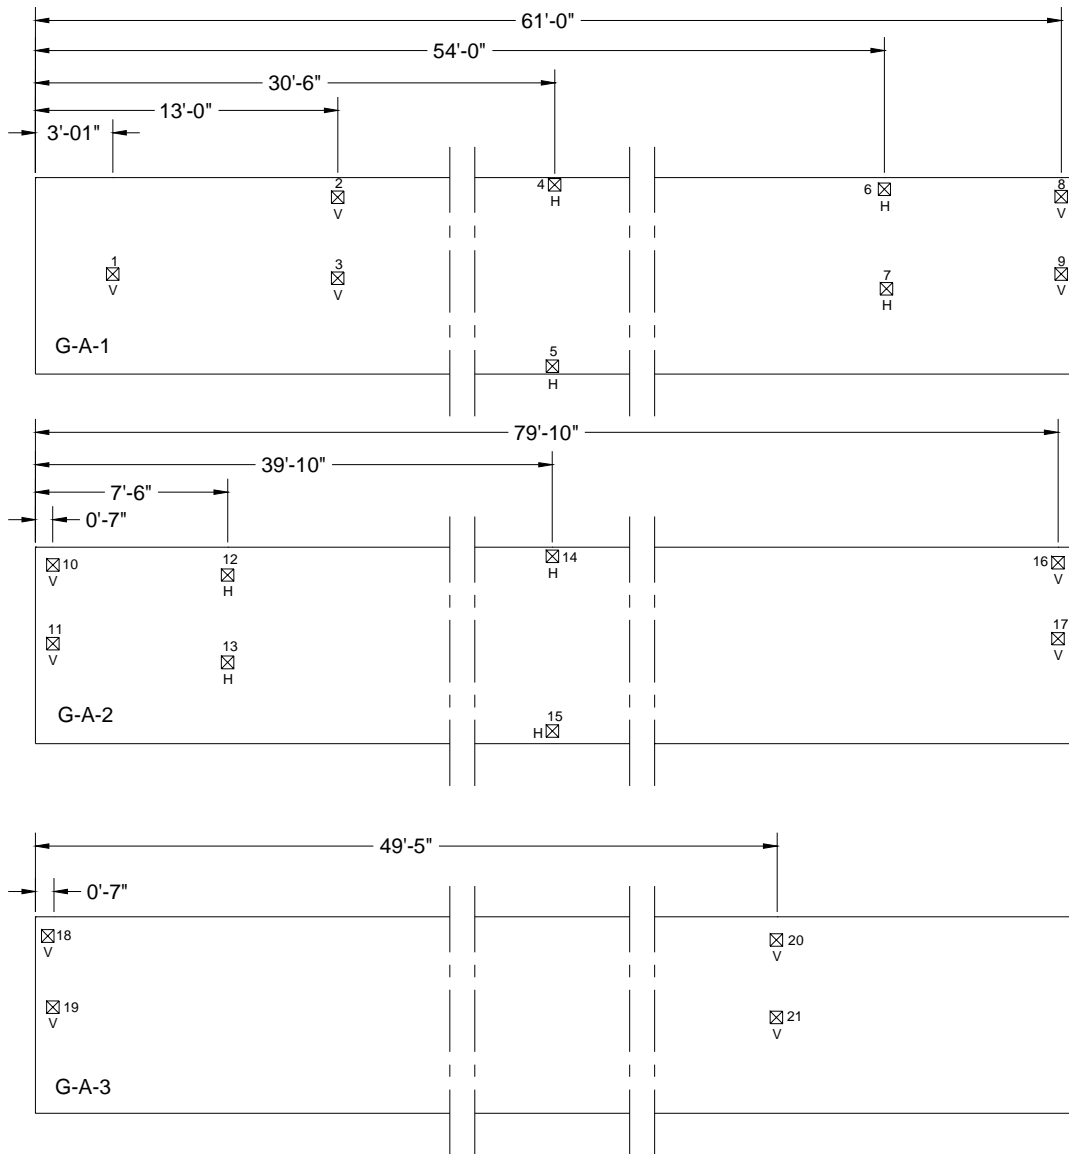 61'-0"
54'-0"
30'-6"
13'-0"
3'-01"
2
V
4
H
6
H
8
V
1
V
3
V
7
H
9
V
G-A-1
5
H
79'-10"
39'-10"
7'-6"
0'-7"
10
V
12
H
14
H
16
V
11
V
13
H
17
V
G-A-2
15
H
49'-5"
0'-7"
18
V
20
V
19
V
21
V
G-A-3